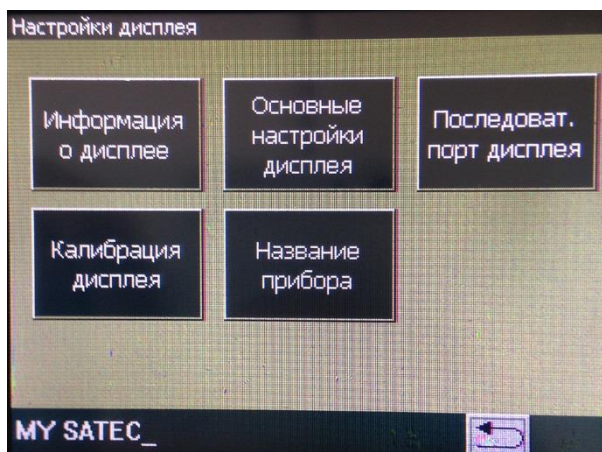 Настройки дисплея
Информация
о дисплее
Основные
настройки
дисплея
Последоват.
порт дисплея
Калибрация
дисплея
Название
прибора
MY SATEC_